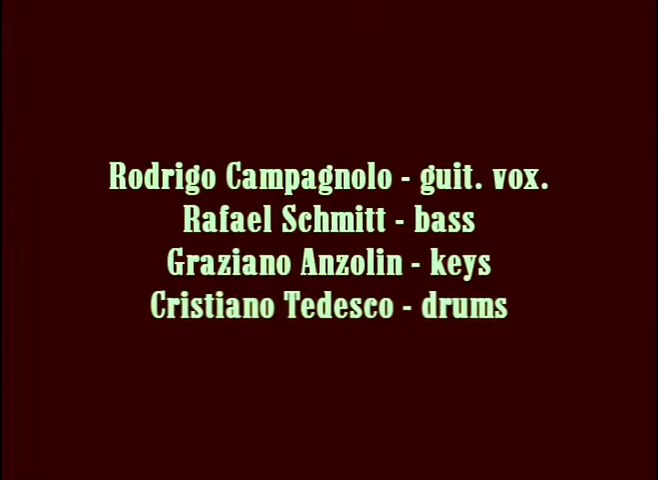 Rodrigo Campagnolo - guit. vox.
Rafael Schmitt - bass
Graziano Anzolin - keys
Cristiano Tedesco - drums